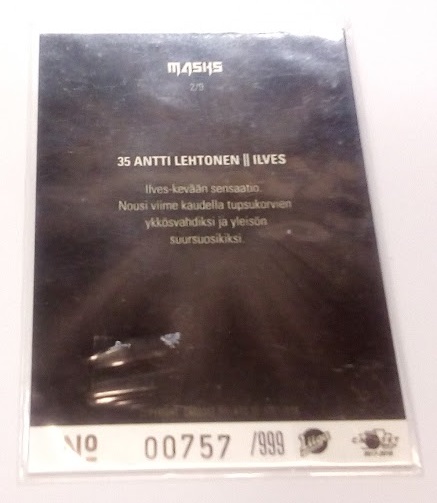 MASKS
2/9
35 ANTTI LEHTONEN || ILVES
Ilves-kevään sensaatio.
Nousi viime kaudella tupsukorvien
ykkösvahdiksi ja yleisön
suursuosikiksi.
No 00757 /999